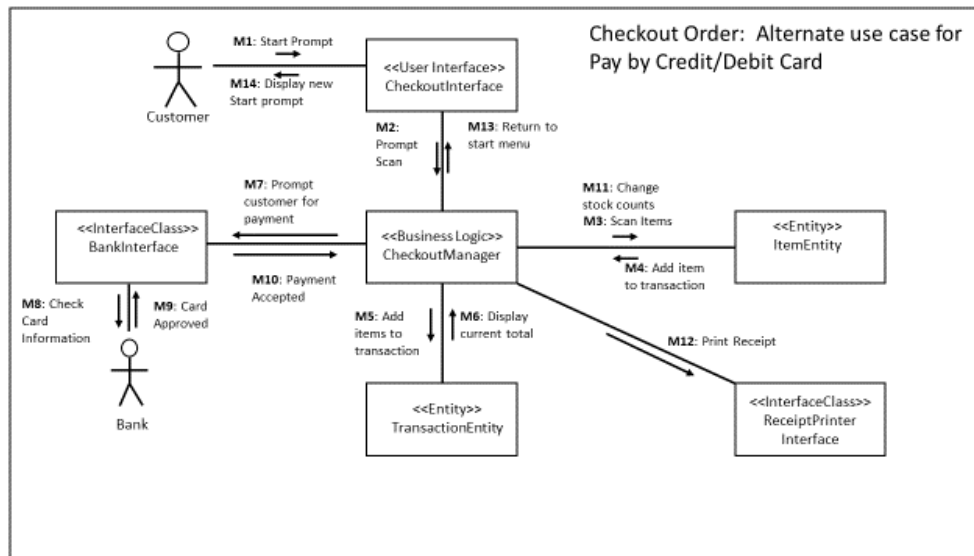 Checkout Order: Alternate use case for
Pay by Credit/Debit Card
M1: Start Prompt
M14: Display new
Start prompt
Customer
<<User Interface>>
CheckoutInterface
M2:
Prompt
Scan
M13: Return to
start menu
M7: Prompt
customer for
payment
M11: Change
stock counts
M3: Scan Items
<<InterfaceClass>>
BankInterface
<<Business Logic>>
CheckoutManager
<<Entity>>
ItemEntity
M10: Payment
Accepted
M4: Add item
to transaction
M8: Check
Card
Information
M9: Card
Approved
M5: Add
items to
transaction
M6: Display
current total
M12: Print Receipt
Bank
<<Entity>>
TransactionEntity
<<InterfaceClass>>
ReceiptPrinter
Interface